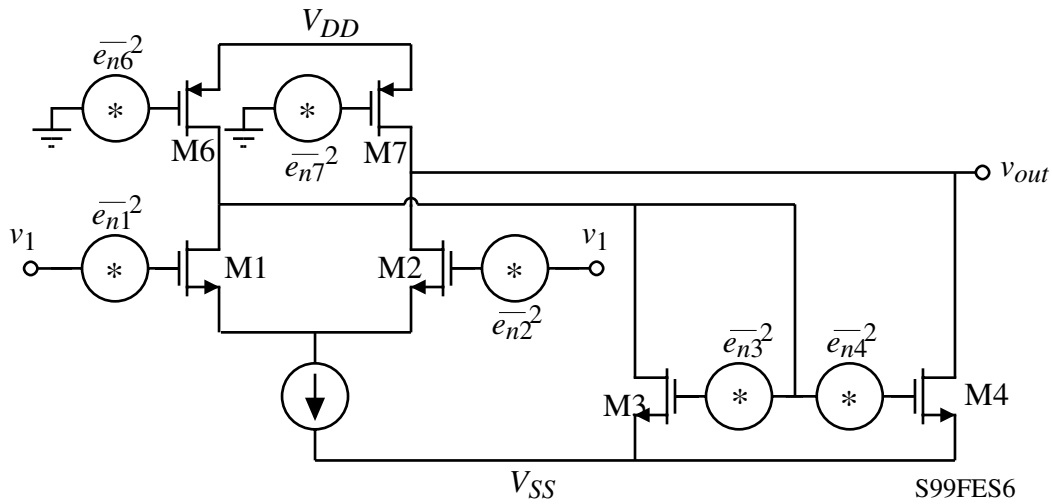 V_DD
e_n6^2
M6
e_n7^2
M7
v_out
v_1
e_n1^2
M1
M2
e_n2^2
v_1
e_n3^2
e_n4^2
M3
M4
*
*
*
*
*
*
V_SS
S99FES6